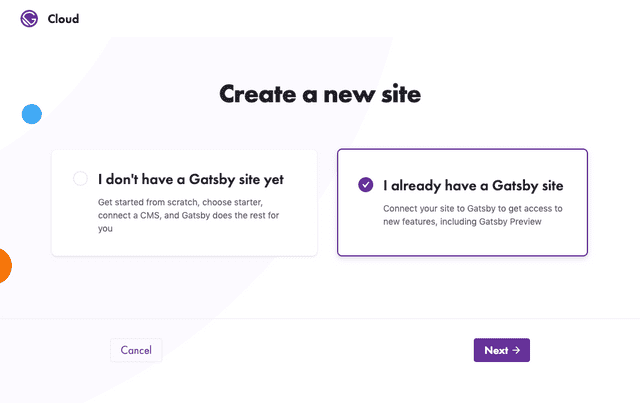 Cloud
Create a new site
I don't have a Gatsby site yet
Get started from scratch, choose starter,
connect a CMS, and Gatsby does the rest for
you
I already have a Gatsby site
Connect your site to Gatsby to get access to
new features, including Gatsby Preview
Cancel
Next →